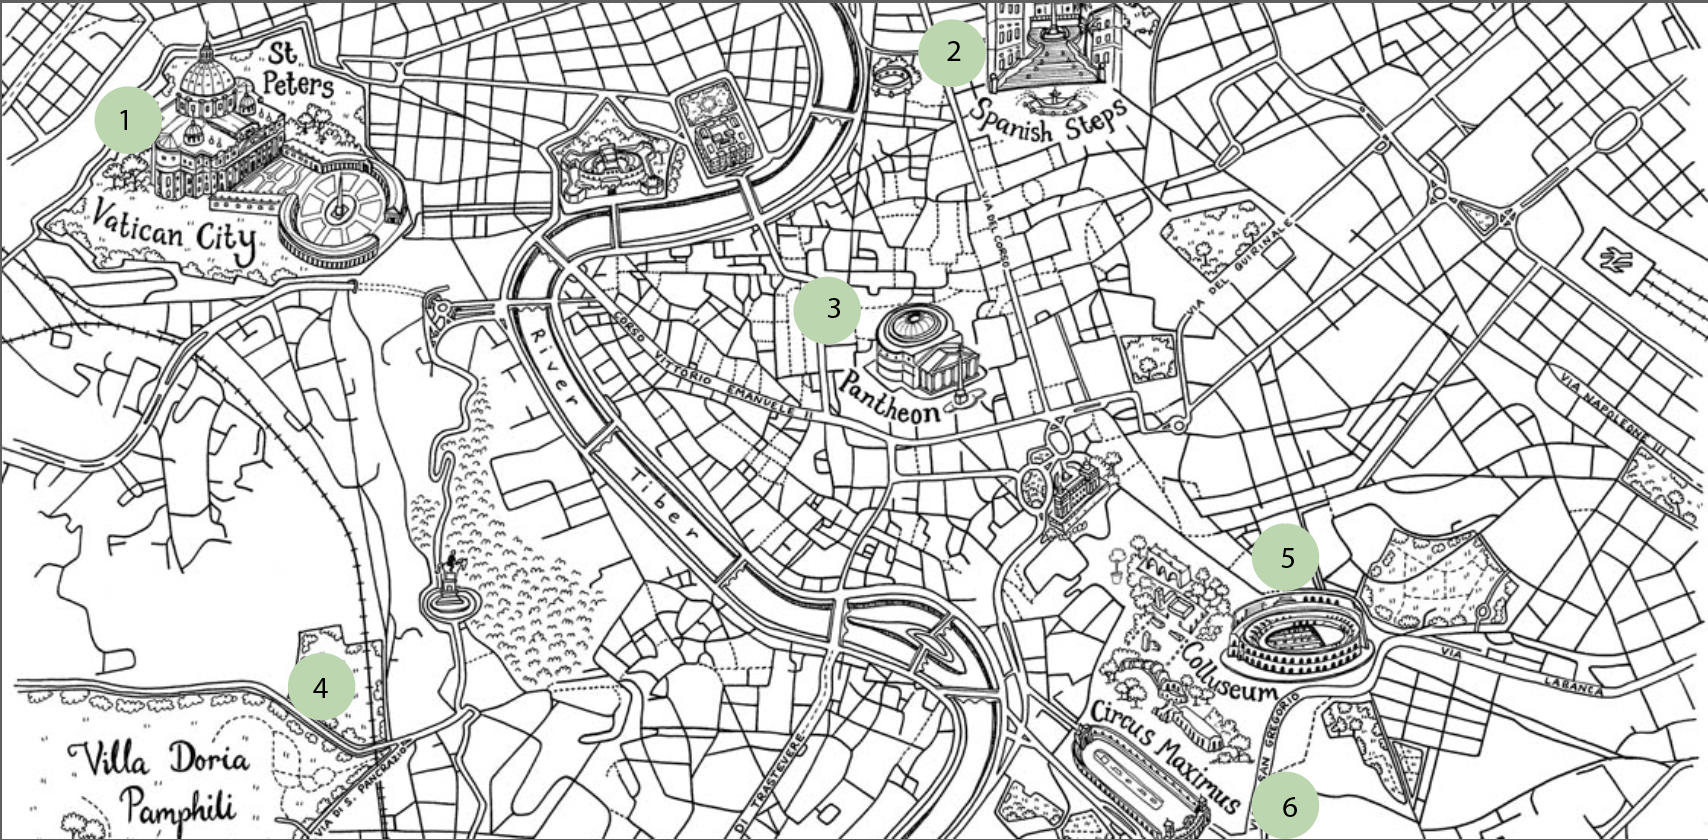 2
St
Peters
1
Spanish Steps
Vatican City
VIA DEL CORSO
VIA DEL QUIRINALE
3
River
CORSO VITTORIO EMANUELE II
Pantheon
VIA NAPOLEONE III
Tiber
5
Colluseum
VIA LABANCA
4
SAN GREGORIO
Circus Maximus
Villa Doria
Pamphili
VIA DI S. PANCRAZIO
DI TRASTEVERE
6